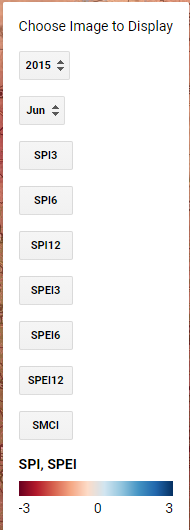 Choose Image to Display
2015
Jun
SPI3
SPI6
SPI12
SPEI3
SPEI6
SPEI12
SMCI
SPI, SPEI
-3 0 3